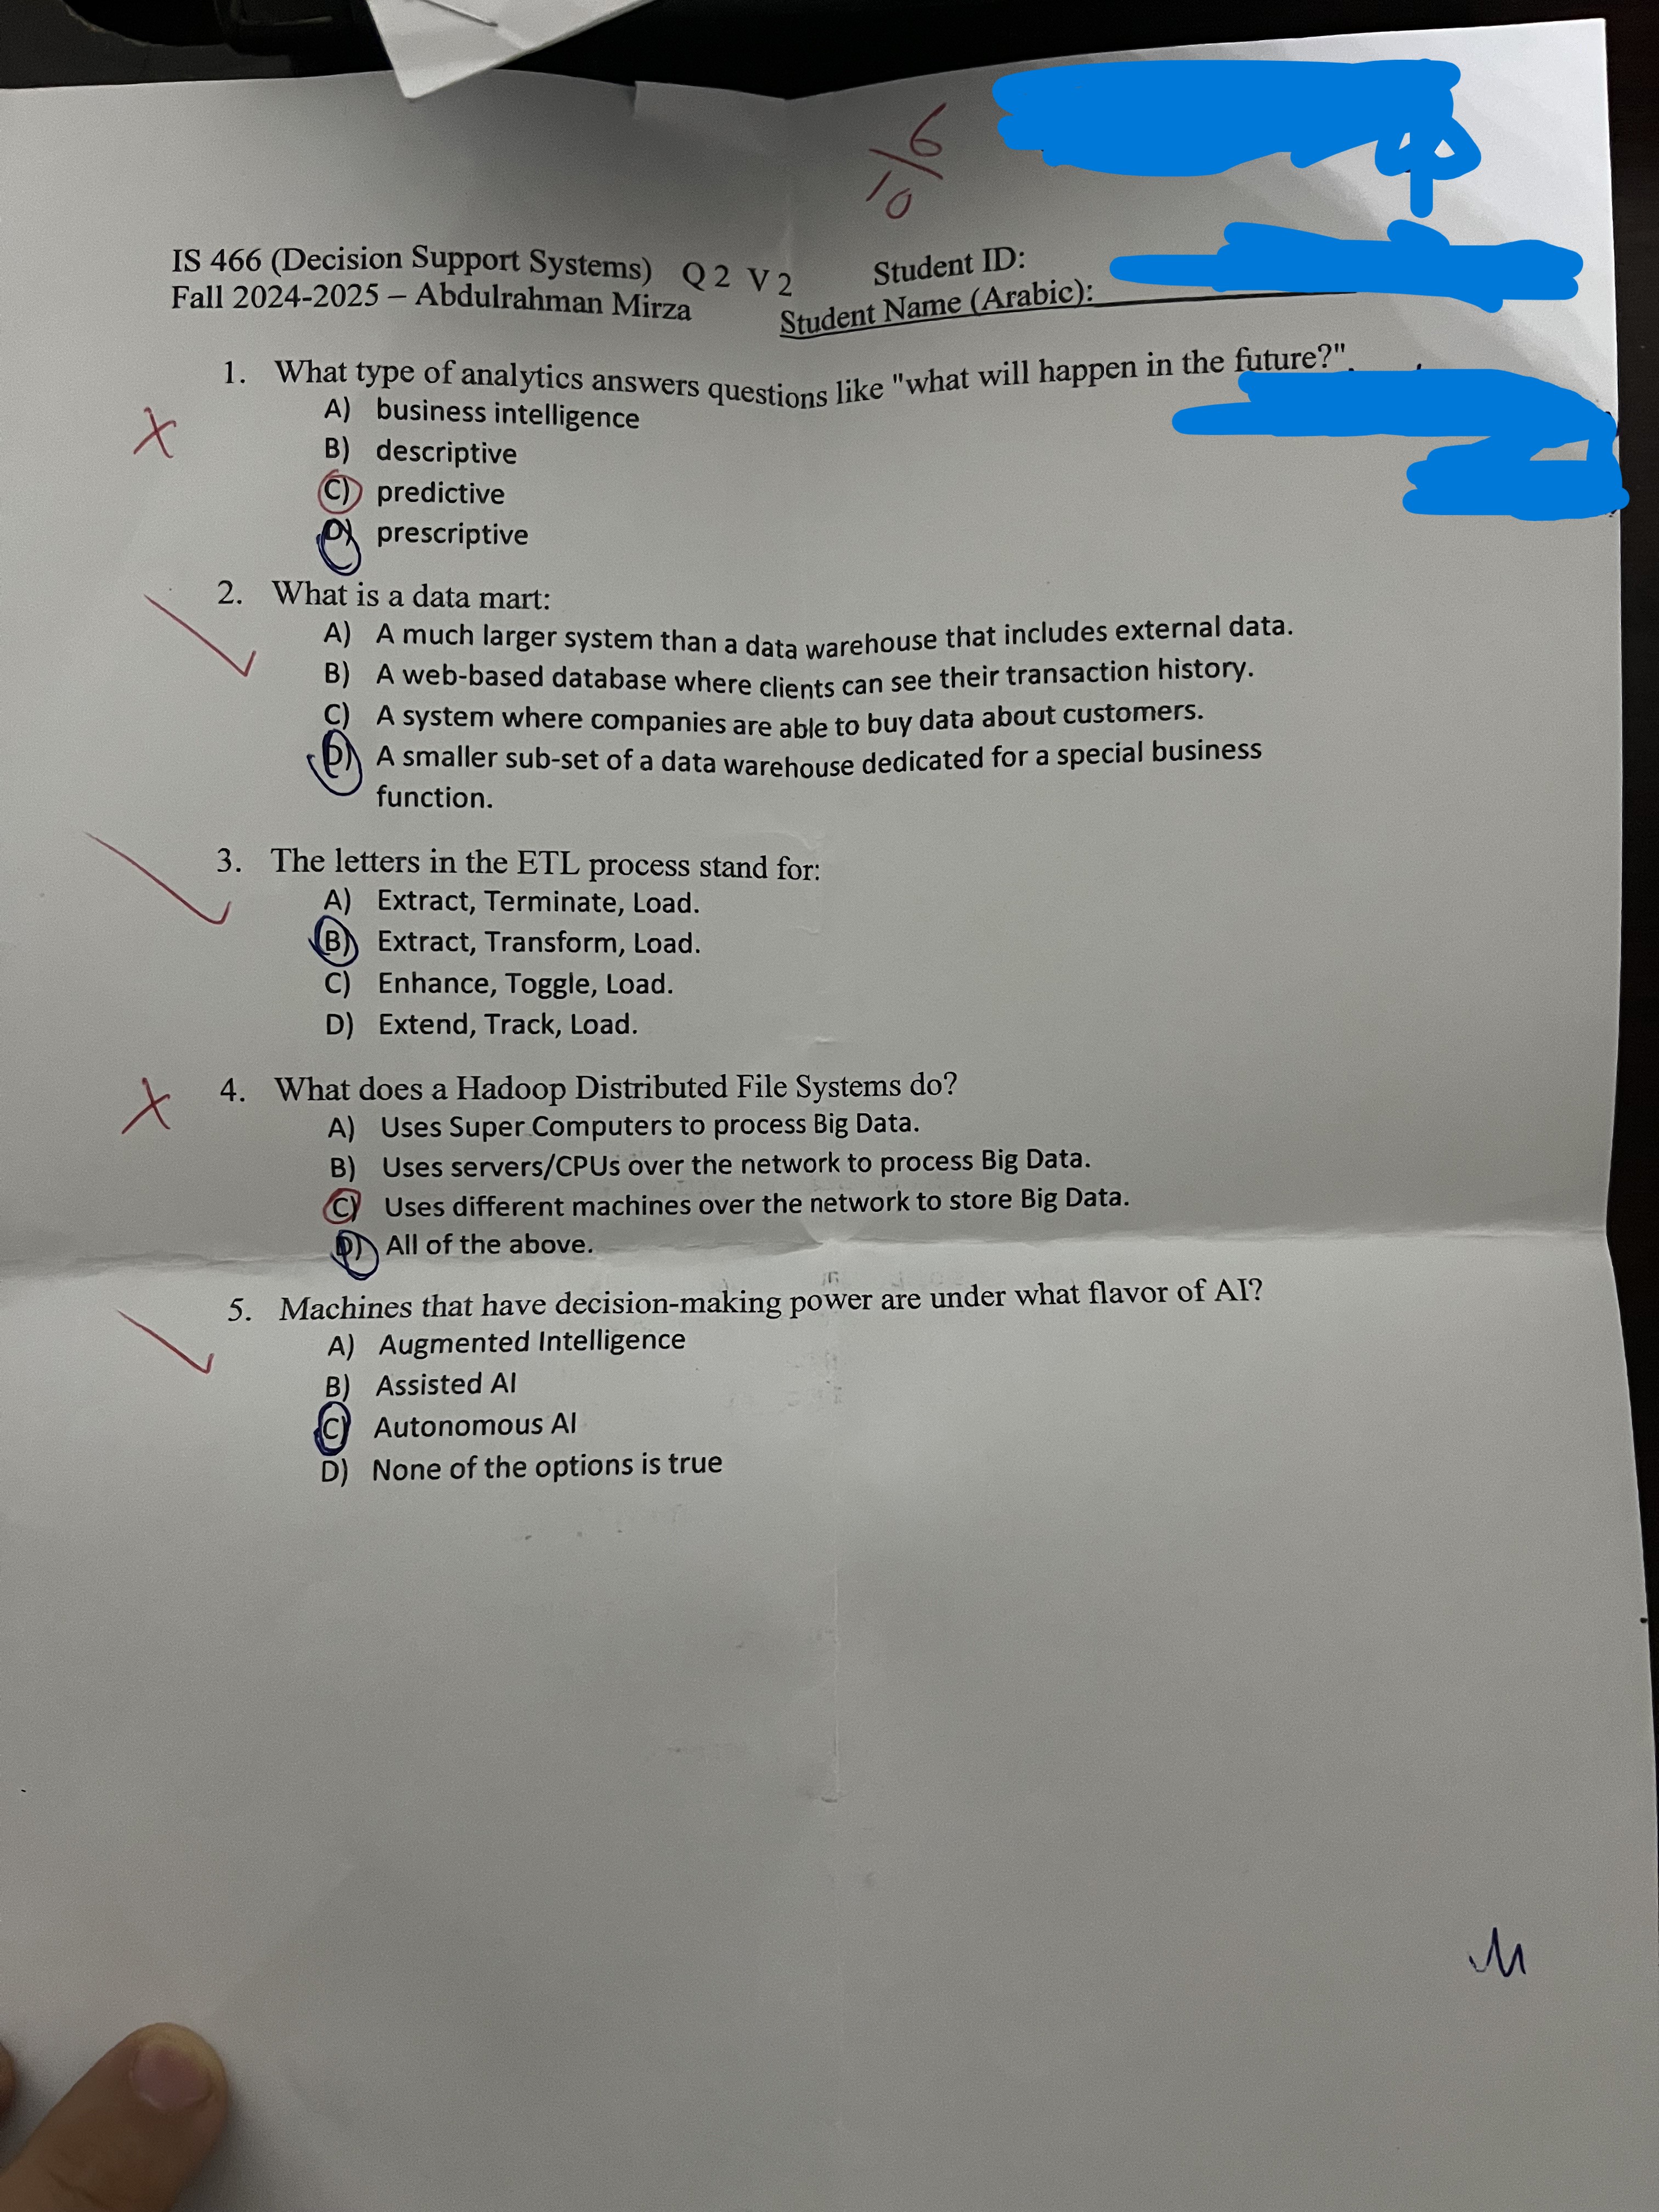 6
10
IS 466 (Decision Support Systems) Q 2 V 2 Student ID:
Fall 2024-2025 – Abdulrahman Mirza Student Name (Arabic):
1. What type of analytics answers questions like "what will happen in the future?".
A) business intelligence
B) descriptive
C) predictive
D) prescriptive
2. What is a data mart:
A) A much larger system than a data warehouse that includes external data.
B) A web-based database where clients can see their transaction history.
C) A system where companies are able to buy data about customers.
D) A smaller sub-set of a data warehouse dedicated for a special business
function.
3. The letters in the ETL process stand for:
A) Extract, Terminate, Load.
B) Extract, Transform, Load.
C) Enhance, Toggle, Load.
D) Extend, Track, Load.
4. What does a Hadoop Distributed File Systems do?
A) Uses Super Computers to process Big Data.
B) Uses servers/CPUs over the network to process Big Data.
C) Uses different machines over the network to store Big Data.
D) All of the above.
5. Machines that have decision-making power are under what flavor of AI?
A) Augmented Intelligence
B) Assisted AI
C) Autonomous AI
D) None of the options is true